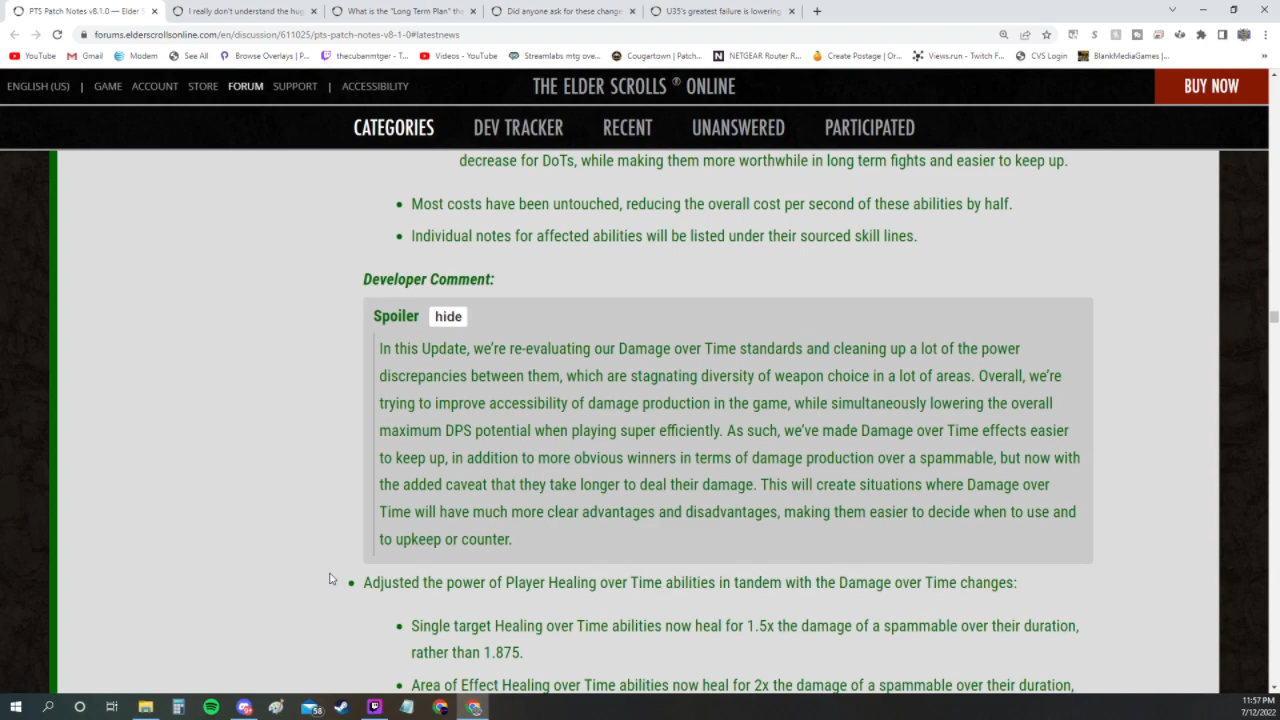 PTS Patch Notes v8.1.0 — Elder S
I really don't understand the hug
What is the "Long Term Plan" tha
Did anyone ask for these change
U35's greatest failure is lowering
forums.elderscrollsonline.com/en/discussion/611025/pts-patch-notes-v8-1-0#latestnews
YouTube
Gmail
Modem
See All
Browse Overlays | P...
thecubanmtger - T...
Videos - YouTube
Streamlabs mtg ove...
Cougartown | Patch...
NETGEAR Router R...
Create Postage | Or...
Views.run - Twitch F...
CVS Login
BlankMediaGames |...
»
ENGLISH (US) | GAME ACCOUNT STORE FORUM SUPPORT | ACCESSIBILITY
THE ELDER SCROLLS ® ONLINE
BUY NOW
CATEGORIES DEV TRACKER RECENT UNANSWERED PARTICIPATED
decrease for DoTs, while making them more worthwhile in long term fights and easier to keep up.
• Most costs have been untouched, reducing the overall cost per second of these abilities by half.
• Individual notes for affected abilities will be listed under their sourced skill lines.
Developer Comment:
Spoiler hide
In this Update, we're re-evaluating our Damage over Time standards and cleaning up a lot of the power
discrepancies between them, which are stagnating diversity of weapon choice in a lot of areas. Overall, we're
trying to improve accessibility of damage production in the game, while simultaneously lowering the overall
maximum DPS potential when playing super efficiently. As such, we've made Damage over Time effects easier
to keep up, in addition to more obvious winners in terms of damage production over a spammable, but now with
the added caveat that they take longer to deal their damage. This will create situations where Damage over
Time will have much more clear advantages and disadvantages, making them easier to decide when to use and
to upkeep or counter.
• Adjusted the power of Player Healing over Time abilities in tandem with the Damage over Time changes:
• Single target Healing over Time abilities now heal for 1.5x the damage of a spammable over their duration,
rather than 1.875.
• Area of Effect Healing over Time abilities now heal for 2x the damage of a spammable over their duration,
58
11:57 PM
7/12/2022